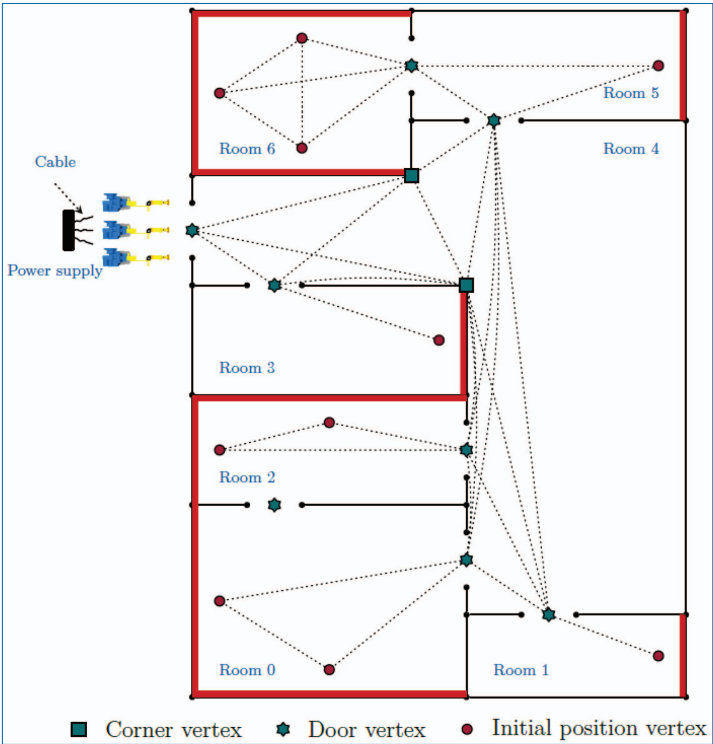 Room 5
Room 6
Room 4
Cable
Power supply
Room 3
Room 2
Room 0
Room 1
Corner vertex
Door vertex
Initial position vertex